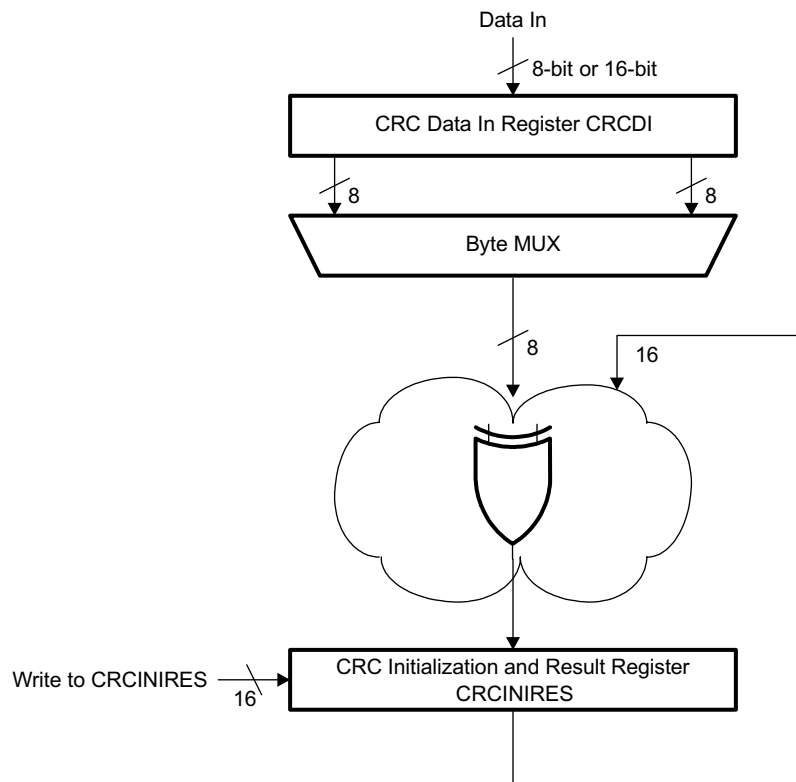 Data In
8-bit or 16-bit
CRC Data In Register CRCDI
8
8
Byte MUX
8
16
CRC Initialization and Result Register
CRCINIRES
Write to CRCINIRES
16